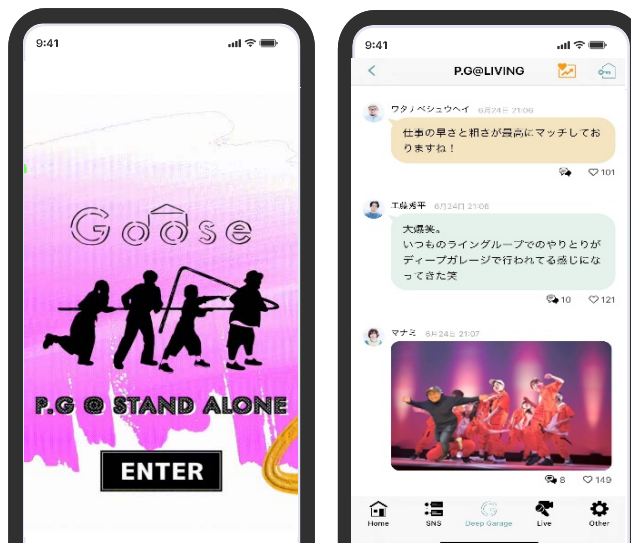 9:41
Goose
P.G @ STAND ALONE
ENTER
9:41
P.G@LIVING
ワタナベシュウヘイ 6月24日 21:06
仕事の早さと粗さが最高にマッチしてお
りますね！
101
工藤秀平 6月24日 21:06
大爆笑。
いつものライングループでのやりとりが
ディープガレージで行われてる感じにな
ってきた笑
10 121
マナミ 6月24日 21:07
8 149
Home SNS Deep Garage Live Other